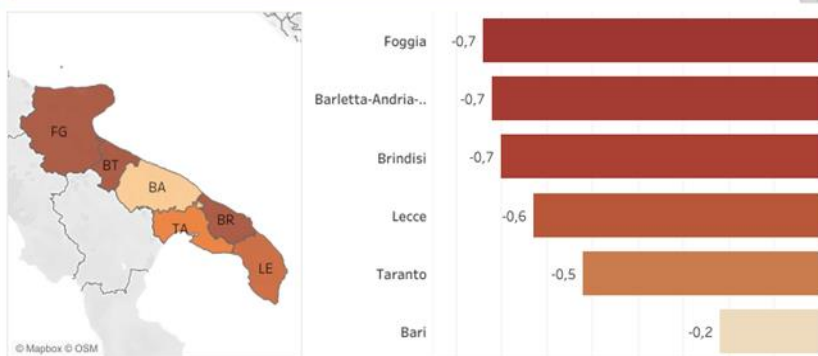 FG
BT
BA
BR
TA
LE
© Mapbox © OSM
Foggia -0,7
Barletta-Andria-.. -0,7
Brindisi -0,7
Lecce -0,6
Taranto -0,5
Bari -0,2